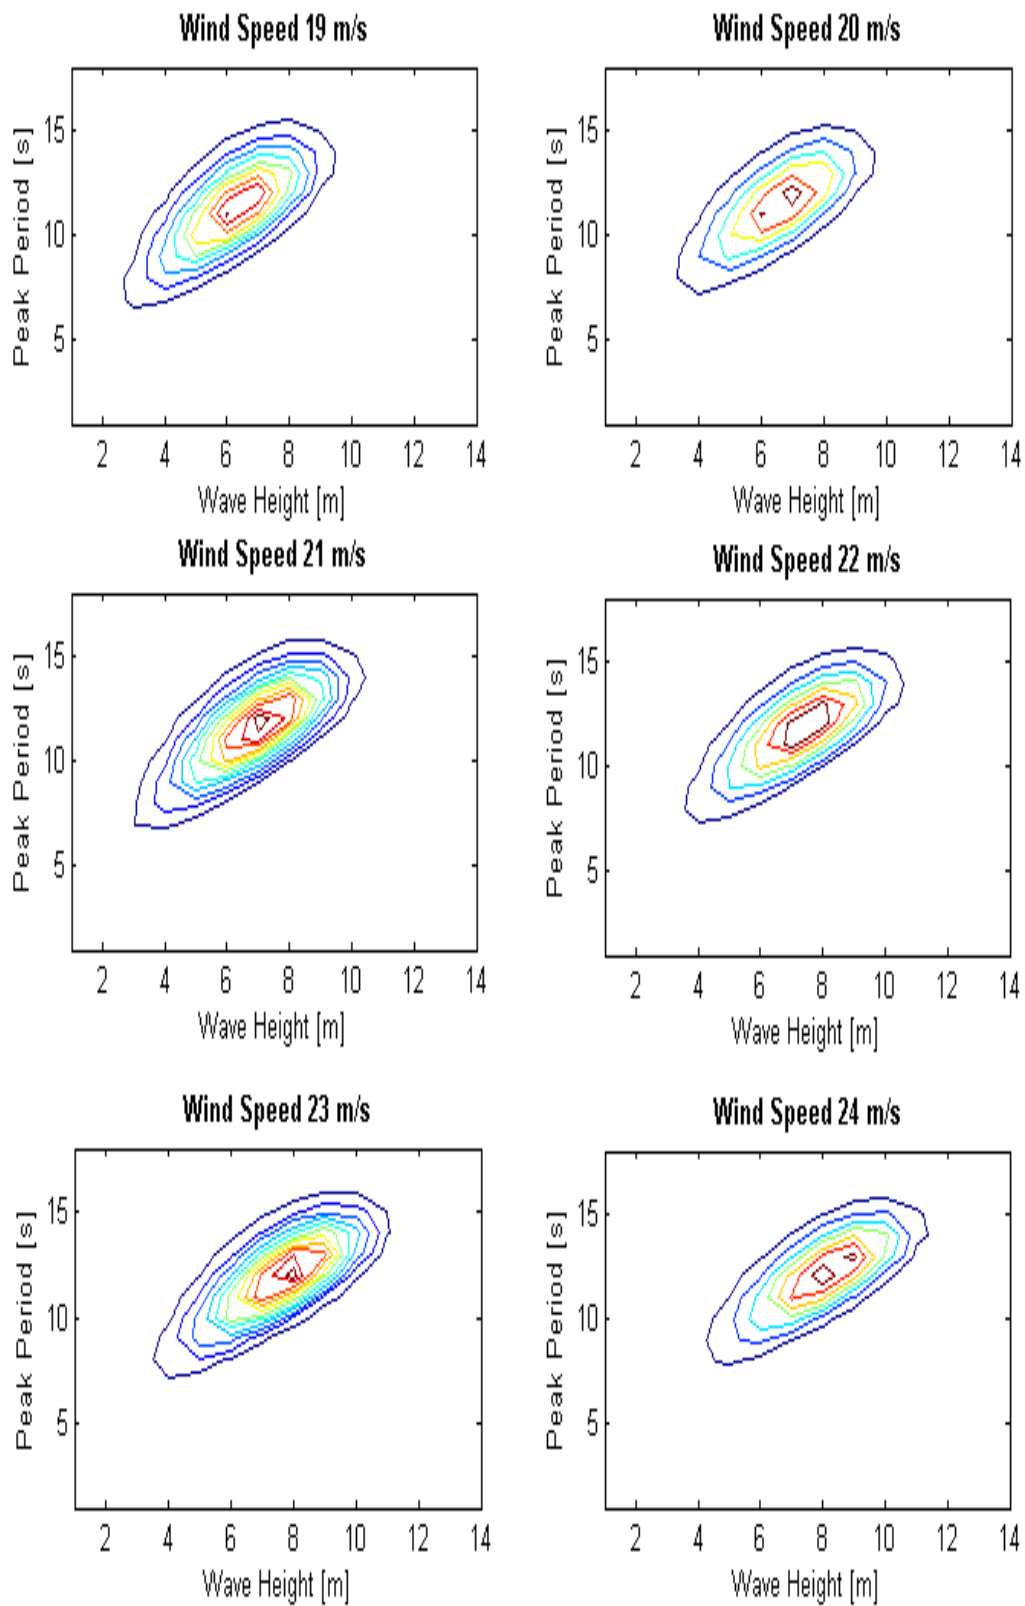 Wind Speed 19 m/s
Peak Period [s]
15
10
5
2 4 6 8 10 12 14
Wave Height [m]
Wind Speed 20 m/s
Peak Period [s]
15
10
5
2 4 6 8 10 12 14
Wave Height [m]
Wind Speed 21 m/s
Peak Period [s]
15
10
5
2 4 6 8 10 12 14
Wave Height [m]
Wind Speed 22 m/s
Peak Period [s]
15
10
5
2 4 6 8 10 12 14
Wave Height [m]
Wind Speed 23 m/s
Peak Period [s]
15
10
5
2 4 6 8 10 12 14
Wave Height [m]
Wind Speed 24 m/s
Peak Period [s]
15
10
5
2 4 6 8 10 12 14
Wave Height [m]